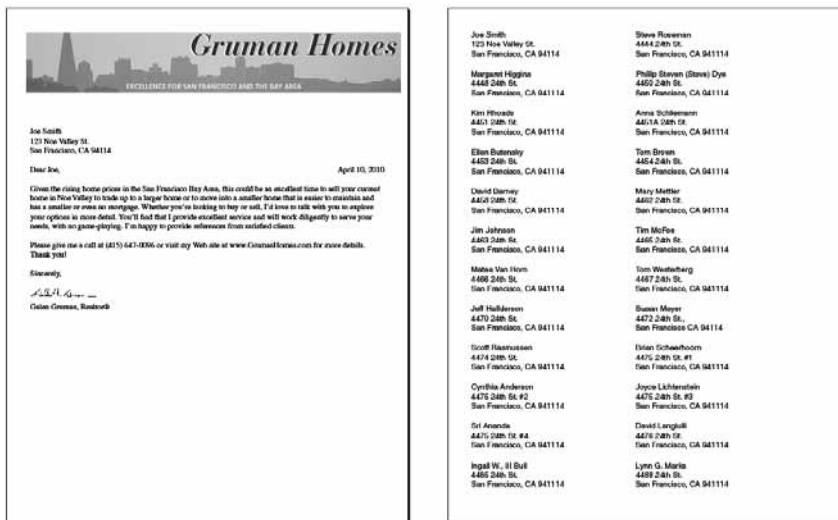 Gruman Homes
EXCELLENCE FOR SAN FRANCISCO AND THE BAY AREA
Joe Smith
123 Noe Valley St.
San Francisco, CA 94114
Dear Joe,
April 10, 2010
Given the rising home prices in the San Francisco Bay Area, this could be an excellent time to sell your current
home in Noe Valley to trade up to a larger home or to move into a smaller home that is easier to maintain and
has a smaller or even no mortgage. Whether you're looking to buy or sell, I'd love to talk with you to explore
your options in more detail. You'll find that I provide excellent service and will work diligently to serve your
needs, with no game-playing. I'm happy to provide references from satisfied clients.
Please give me a call at (415) 647-0096 or visit my Web site at www.GrumanHomes.com for more details.
Thank you!
Sincerely,
Galen Gruman, Realtor®
Joe Smith
123 Noe Valley St.
San Francisco, CA 94114
Margaret Higgins
4448 24th St.
San Francisco, CA 941114
Kim Rhoads
4451 24th St.
San Francisco, CA 941114
Ellen Butensky
4453 24th St.
San Francisco, CA 941114
David Barney
4458 24th St.
San Francisco, CA 941114
Jim Johnson
4463 24th St.
San Francisco, CA 941114
Matea Van Horn
4466 24th St.
San Francisco, CA 941114
Jeff Halldorson
4470 24th St.
San Francisco, CA 941114
Scott Rasmussen
4474 24th St.
San Francisco, CA 941114
Cynthia Anderson
4475 24th St. #2
San Francisco, CA 941114
Sri Ananda
4475 24th St. #4
San Francisco, CA 941114
Ingall W., III Bull
24th St.
San Francisco, CA 941114
Steve Roseman
4444 24th St.
San Francisco, CA 941114
Phillip Steven (Steve) Dye
4450 24th St.
San Francisco, CA 941114
Anna Schliemann
4451A 24th St.
San Francisco, CA 941114
Tom Brown
4454 24th St.
San Francisco, CA 941114
Mary Mettler
4462 24th St.
San Francisco, CA 941114
Tim McFee
4465 24th St.
San Francisco, CA 941114
Tom Westerberg
4467 24th St.
San Francisco, CA 941114
Susan Meyer
4472 24th St.,
San Francisco CA 94114
Brian Scheerhoorn
4475 24th St. #1
San Francisco, CA 941114
Joyce Lichtenstein
4475 24th St. #3
San Francisco, CA 941114
David
24th St.
San Francisco, CA 941114
Lynn G. Marks
24th St.
San Francisco, CA 941114